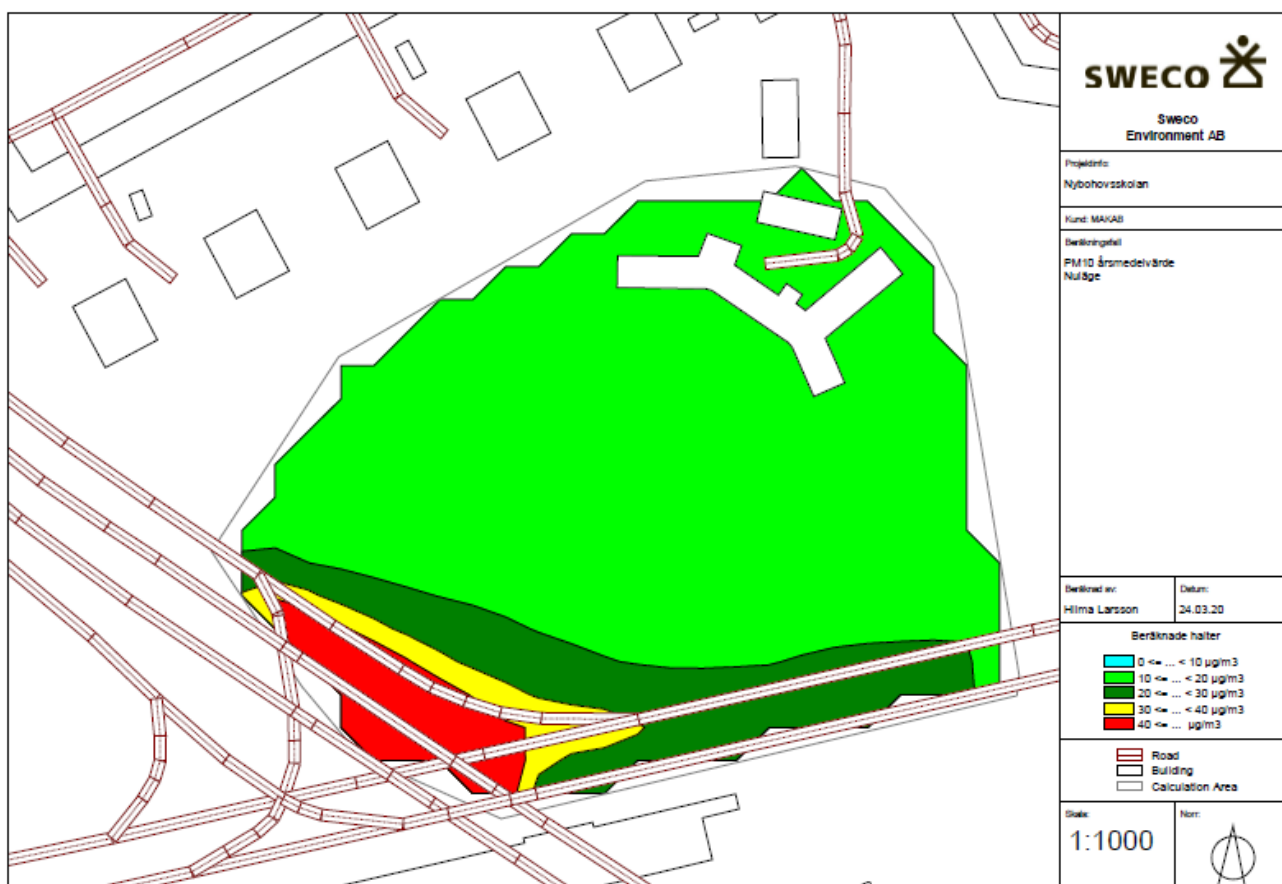 SWECO
Sweco
Environment AB
Projektinfo:
Nybohovsskolan
Kund: MAKAB
Beräkningsfall
PM10 årsmedelvärde
Nuläge
Beräknad av:
Hilma Larsson
Datum:
24.03.20
Beräknade halter
0 <= ... < 10 µg/m3
10 <= ... < 20 µg/m3
20 <= ... < 30 µg/m3
30 <= ... < 40 µg/m3
40 <= ... µg/m3
Road
Building
Calculation Area
Skala:
1:1000
Norr: